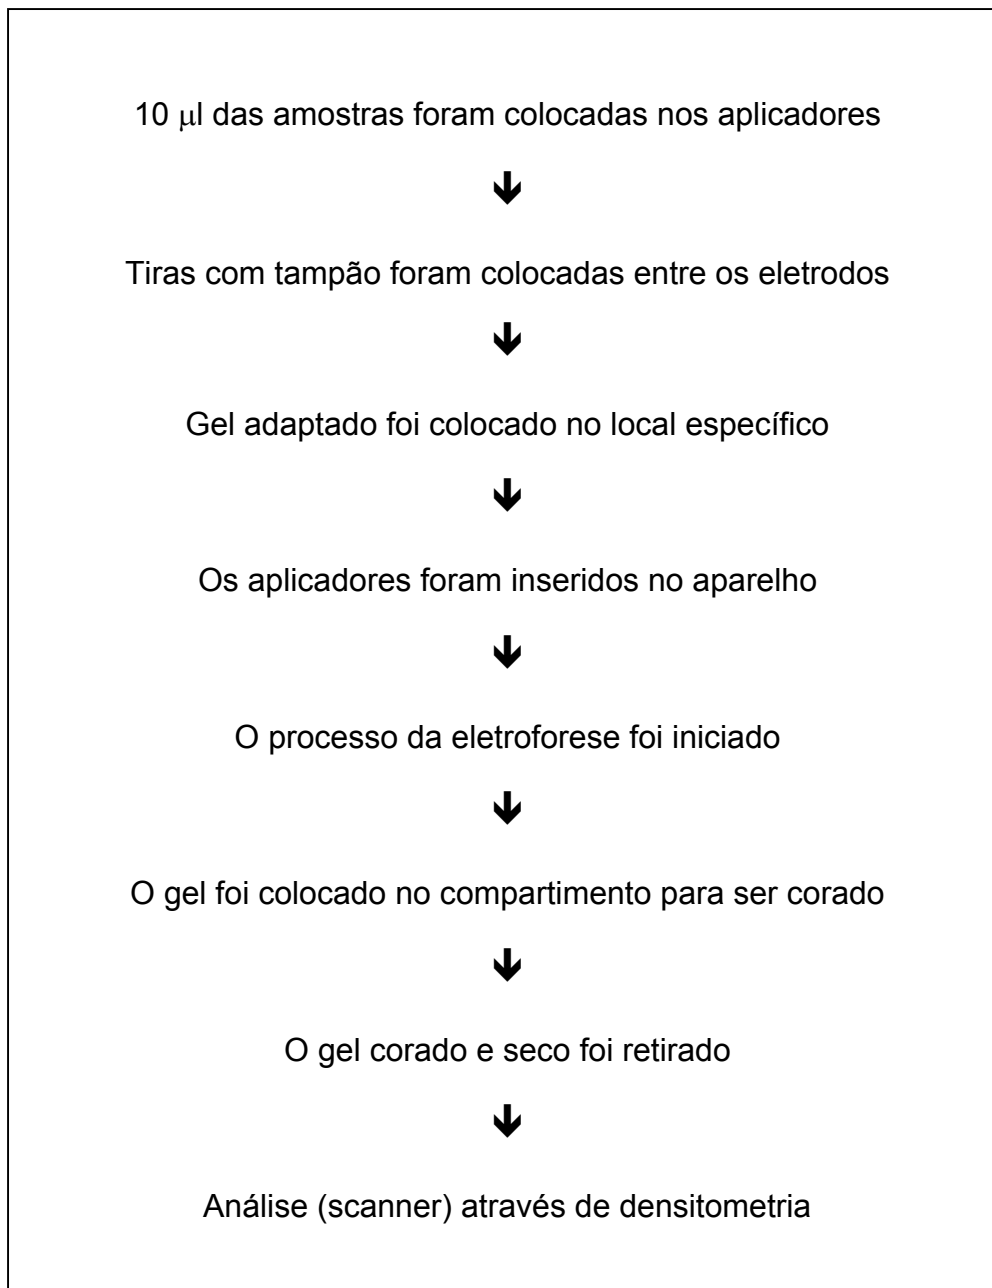 10 μl das amostras foram colocadas nos aplicadores
Tiras com tampão foram colocadas entre os eletrodos
Gel adaptado foi colocado no local específico
Os aplicadores foram inseridos no aparelho
O processo da eletroforese foi iniciado
O gel foi colocado no compartimento para ser corado
O gel corado e seco foi retirado
Análise (scanner) através de densitometria